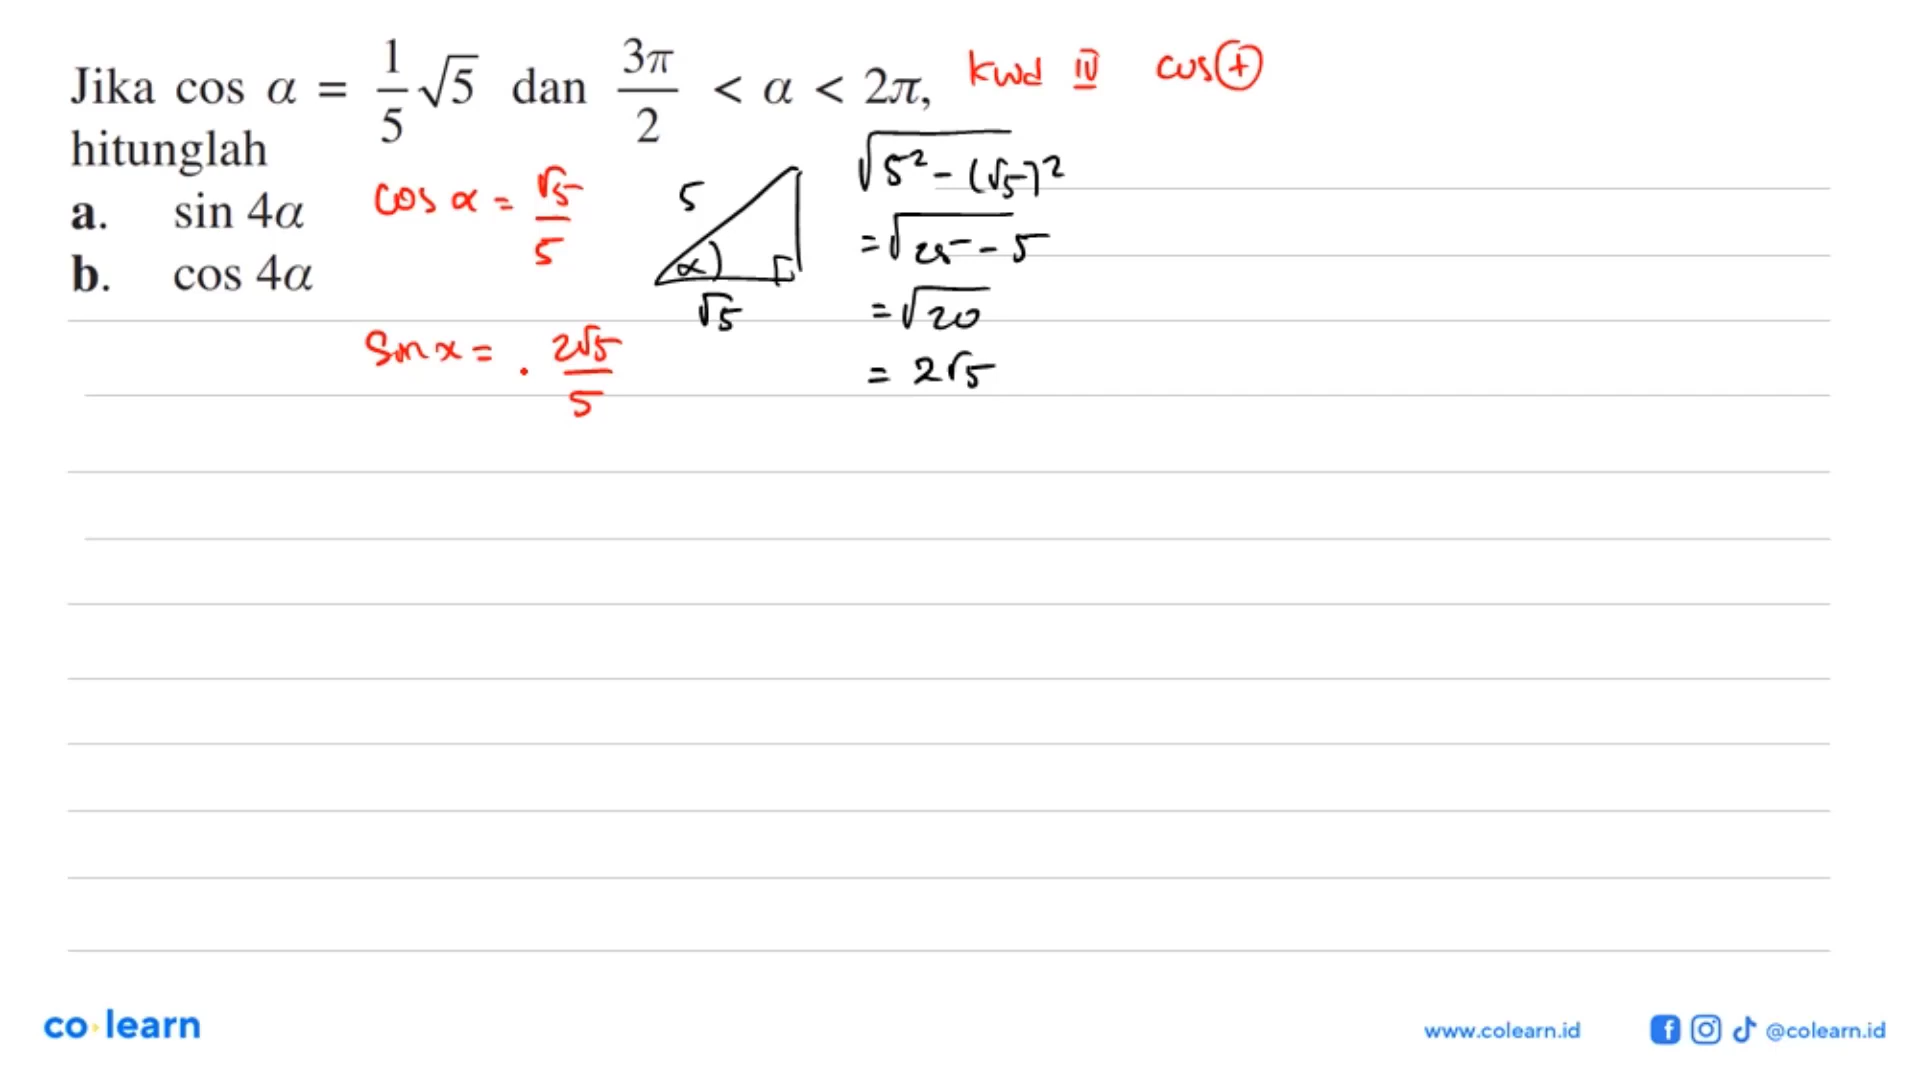 Jika cos α = 1/5 √5 dan 3π/2 < α < 2π, kwd IV cos (+)
hitunglah
a. sin 4α
b. cos 4α
cos α = √5/5
5
α
√5
√5² - (√5)²
= √25 - 5
= √20
= 2√5
Sin x = . 2√5/5
co learn
www.colearn.id
@colearn.id